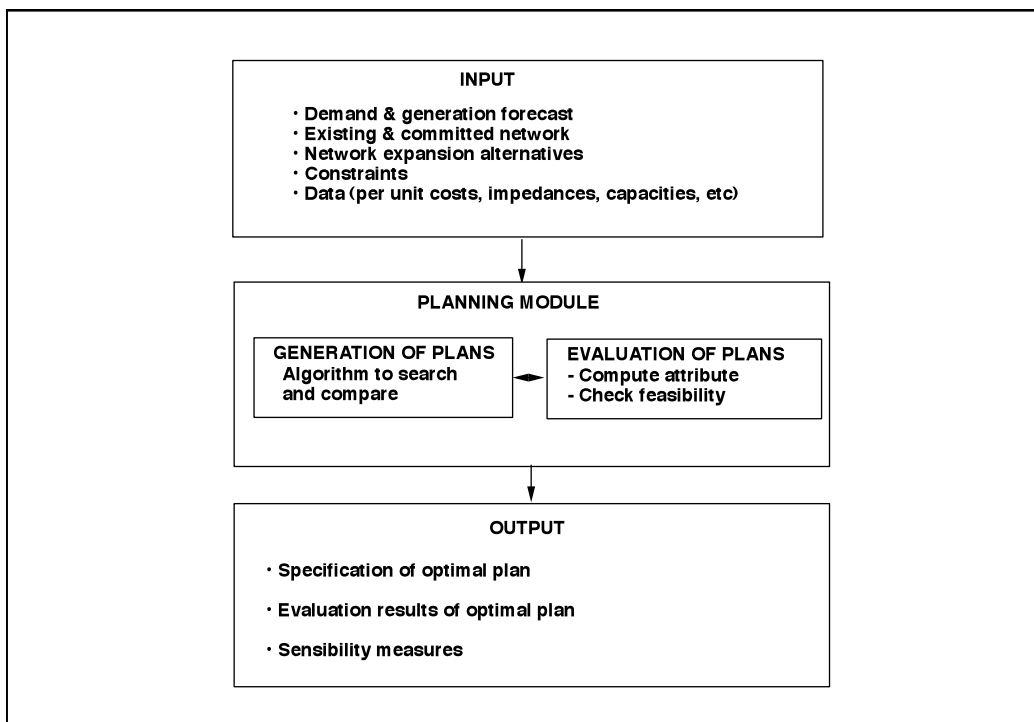 INPUT
· Demand & generation forecast
· Existing & committed network
· Network expansion alternatives
· Constraints
· Data (per unit costs, impedances, capacities, etc)
PLANNING MODULE
GENERATION OF PLANS
Algorithm to search
and compare
EVALUATION OF PLANS
- Compute attribute
- Check feasibility
OUTPUT
· Specification of optimal plan
· Evaluation results of optimal plan
· Sensibility measures